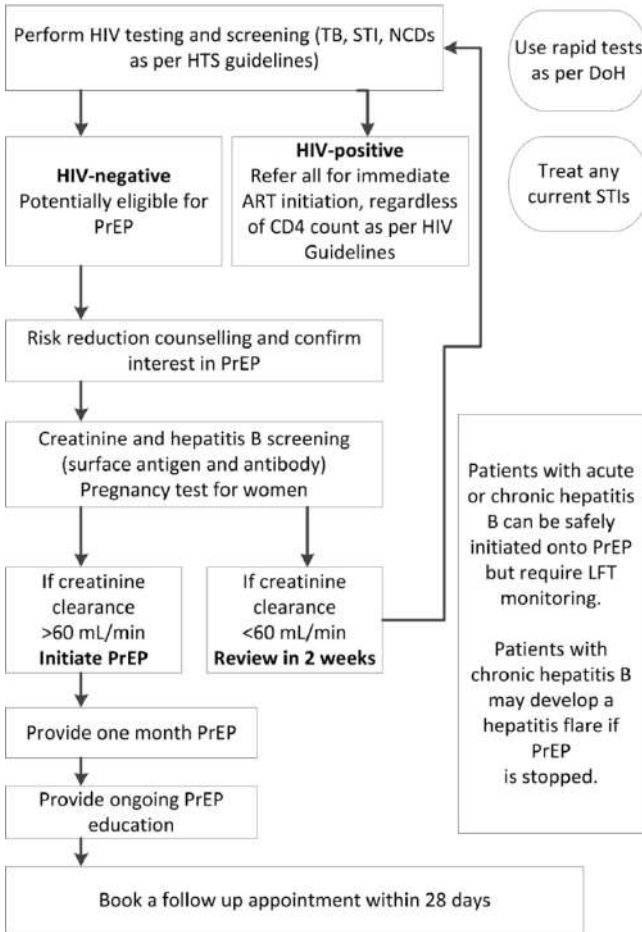 Perform HIV testing and screening (TB, STI, NCDs
as per HTS guidelines)
Use rapid tests
as per DoH
HIV-negative
Potentially eligible for
PrEP
HIV-positive
Refer all for immediate
ART initiation, regardless
of CD4 count as per HIV
Guidelines
Treat any
current STIs
Risk reduction counselling and confirm
interest in PrEP
Creatinine and hepatitis B screening
(surface antigen and antibody)
Pregnancy test for women
If creatinine
clearance
>60 mL/min
Initiate PrEP
If creatinine
clearance
<60 mL/min
Review in 2 weeks
Patients with acute
or chronic hepatitis
B can be safely
initiated onto PrEP
but require LFT
monitoring.
Patients with
chronic hepatitis B
may develop a
hepatitis flare if
PrEP
is stopped.
Provide one month PrEP
Provide ongoing PrEP
education
Book a follow up appointment within 28 days